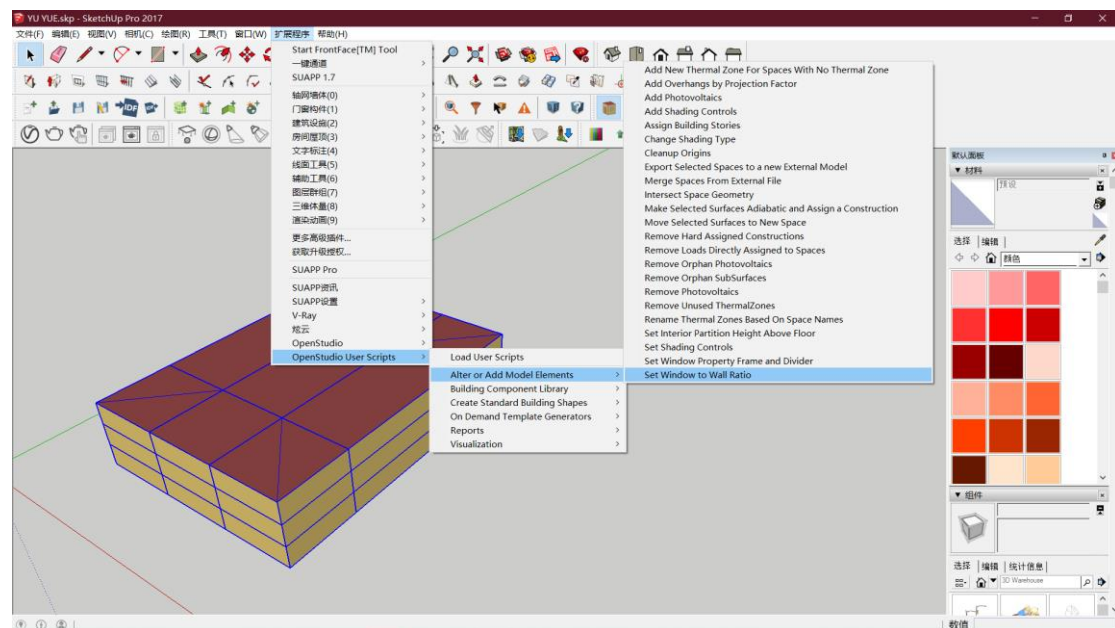 YU YUE.skp - SketchUp Pro 2017
文件(F) 编辑(E) 视图(V) 相机(C) 绘图(R) 工具(T) 窗口(W) 扩展程序 帮助(H)
Start FrontFace[TM] Tool
一键通道
SUAPP 1.7
轴网墙体(0)
门窗构件(1)
建筑设施(2)
房间屋顶(3)
文字标注(4)
线面工具(5)
辅助工具(6)
图层群组(7)
三维体量(8)
渲染动画(9)
更多高级插件...
获取升级授权...
SUAPP Pro
SUAPP资讯
SUAPP设置
V-Ray
炫云
OpenStudio
OpenStudio User Scripts
Load User Scripts
Alter or Add Model Elements
Building Component Library
Create Standard Building Shapes
On Demand Template Generators
Reports
Visualization
Add New Thermal Zone For Spaces With No Thermal Zone
Add Overhangs by Projection Factor
Add Photovoltaics
Add Shading Controls
Assign Building Stories
Change Shading Type
Cleanup Origins
Export Selected Spaces to a new External Model
Merge Spaces From External File
Intersect Space Geometry
Make Selected Surfaces Adiabatic and Assign a Construction
Move Selected Surfaces to New Space
Remove Hard Assigned Constructions
Remove Loads Directly Assigned to Spaces
Remove Orphan Photovoltaics
Remove Orphan SubSurfaces
Remove Photovoltaics
Remove Unused ThermalZones
Rename Thermal Zones Based On Space Names
Set Interior Partition Height Above Floor
Set Shading Controls
Set Window Property Frame and Divider
Set Window to Wall Ratio
默认面板
材料
预设
选择 编辑
颜色
组件
选择 编辑 统计信息
3D Warehouse
数值